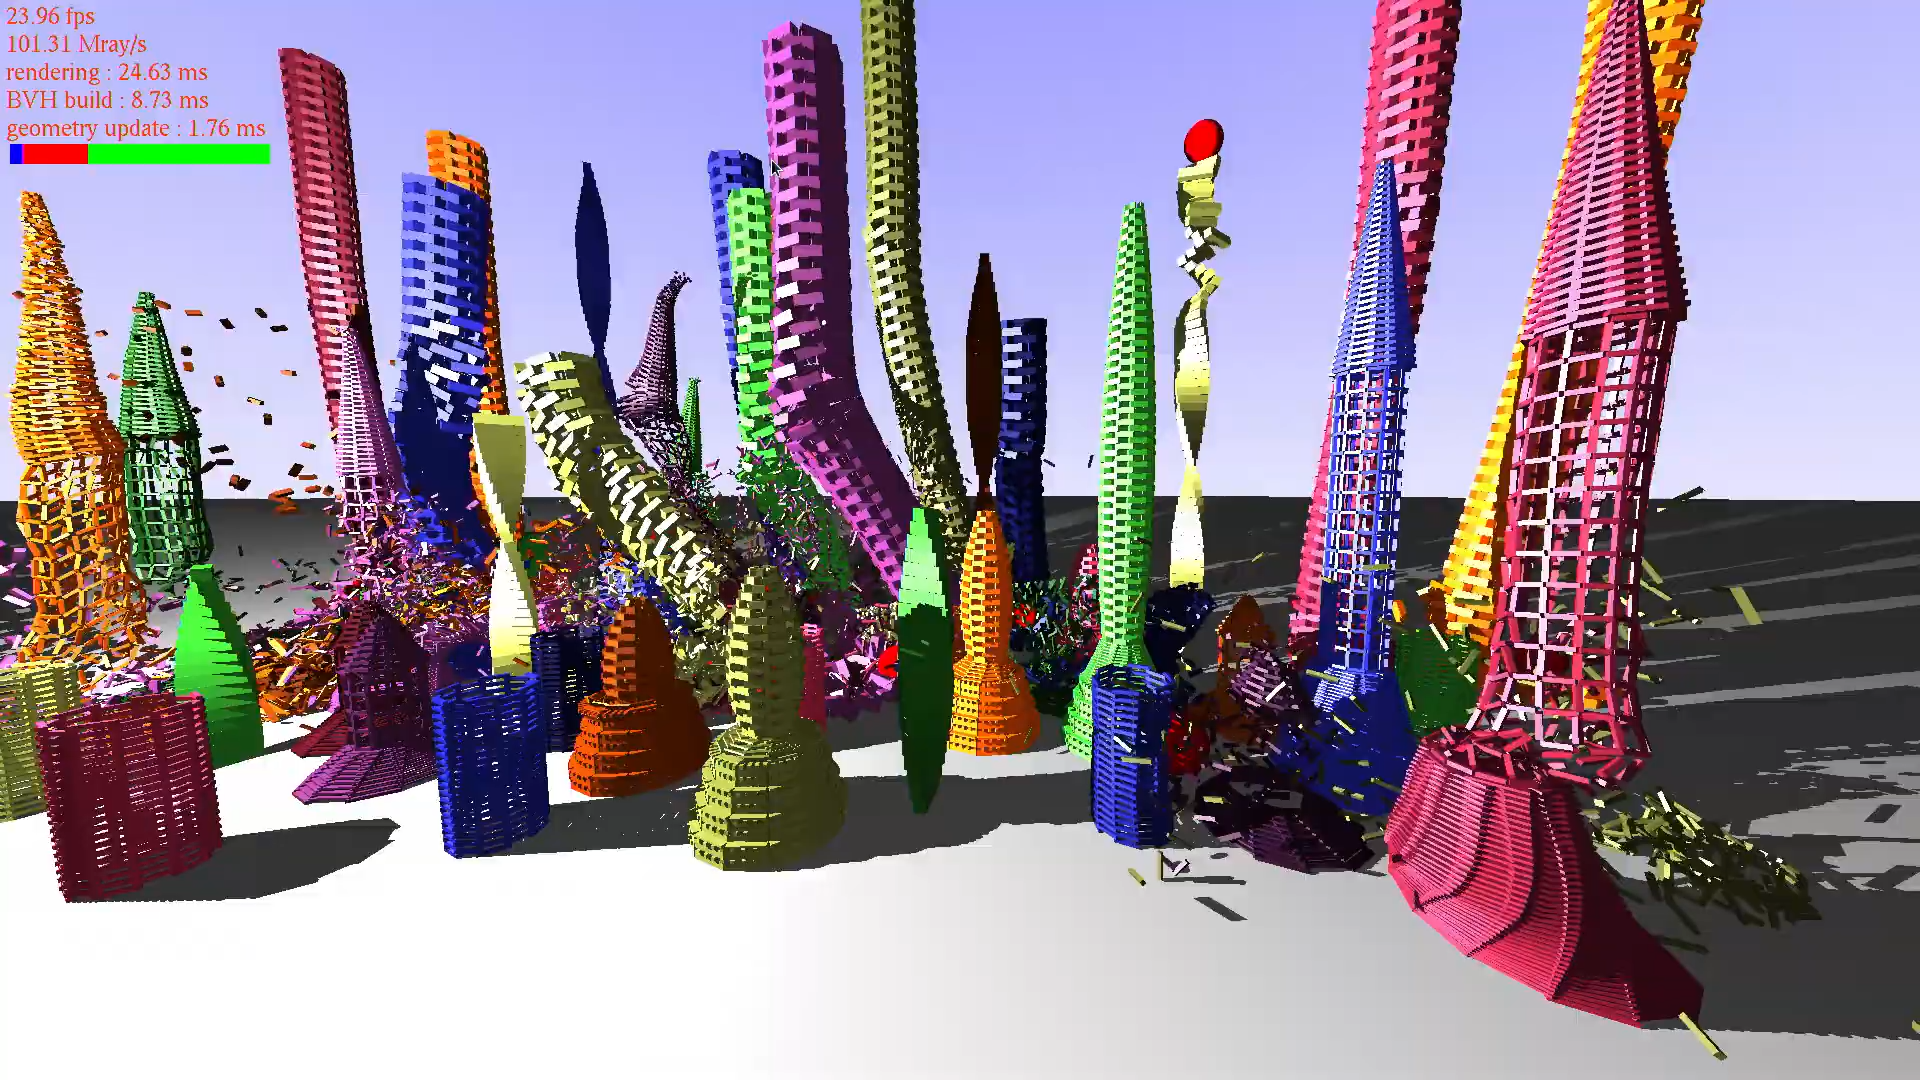 23.96 fps
101.31 Mray/s
rendering : 24.63 ms
BVH build : 8.73 ms
geometry update : 1.76 ms